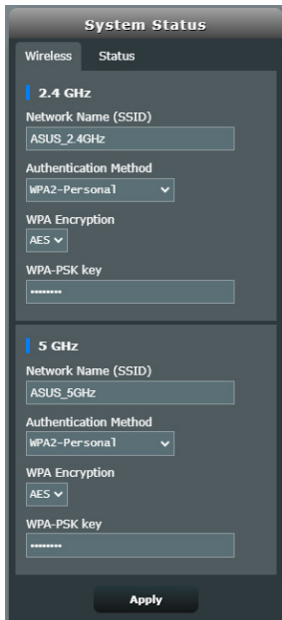 System Status
Wireless Status
2.4 GHz
Network Name (SSID)
ASUS_2.4GHz
Authentication Method
WPA2-Personal
WPA Encryption
AES
WPA-PSK key
••••••••
5 GHz
Network Name (SSID)
ASUS_5GHz
Authentication Method
WPA2-Personal
WPA Encryption
AES
WPA-PSK key
••••••••
Apply